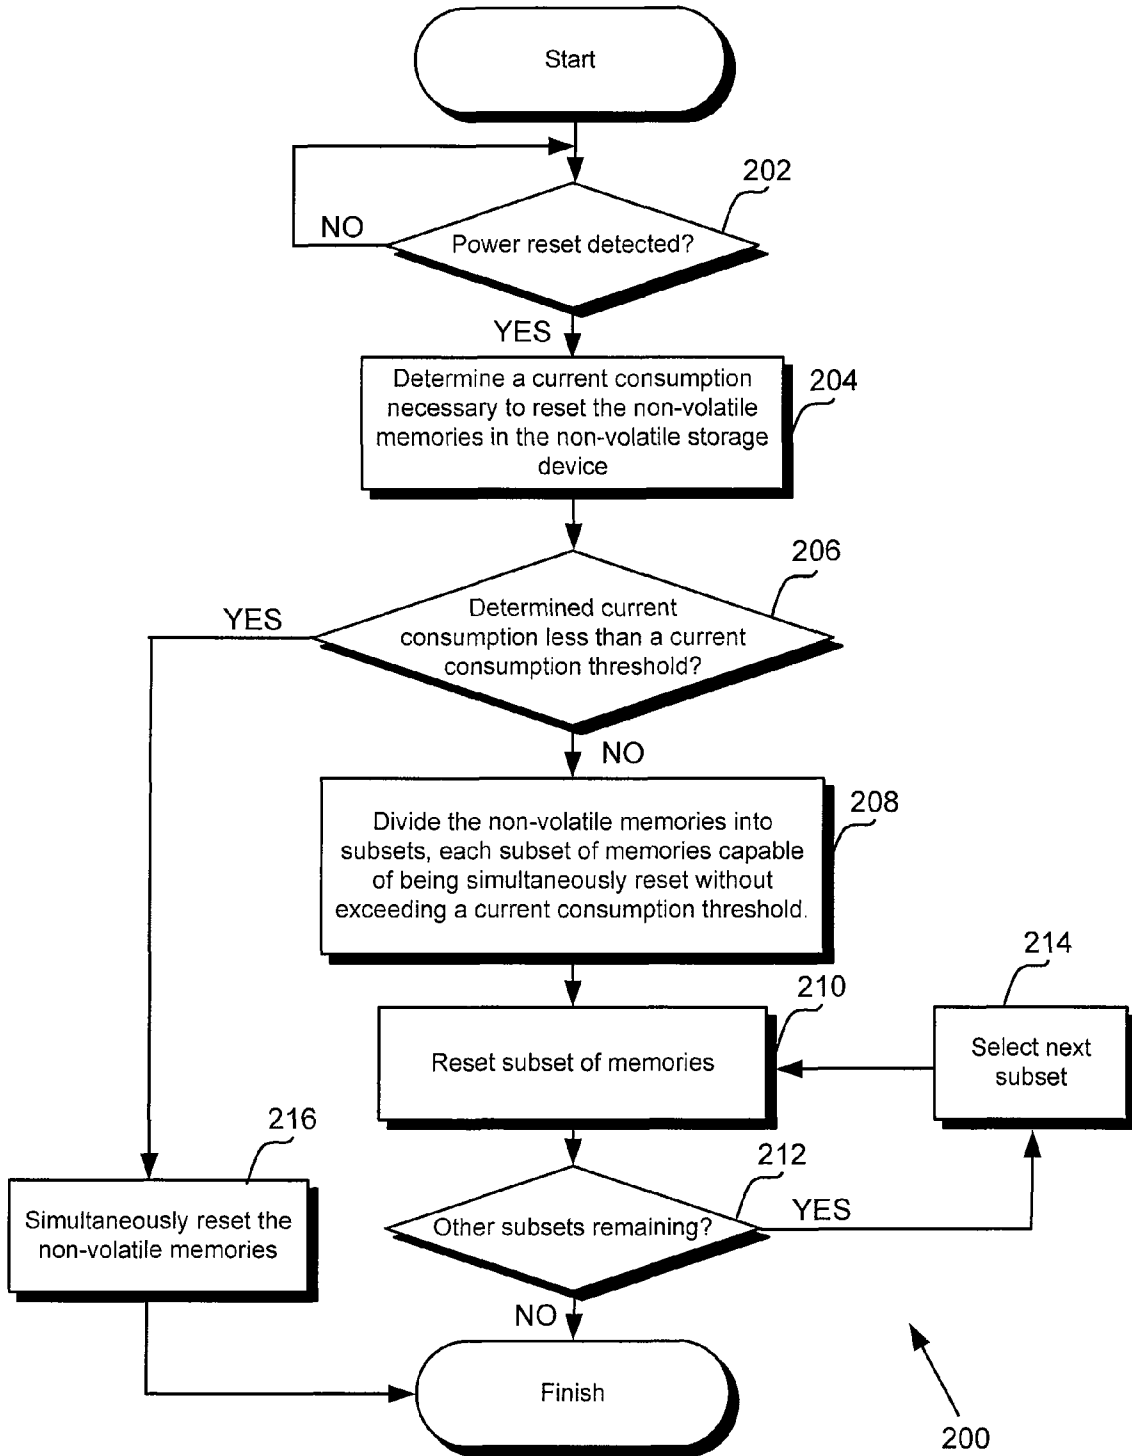 Start
202
NO
Power reset detected?
YES
Determine a current consumption
necessary to reset the non-volatile
memories in the non-volatile storage
device
204
206
YES
Determined current
consumption less than a current
consumption threshold?
NO
208
Divide the non-volatile memories into
subsets, each subset of memories capable
of being simultaneously reset without
exceeding a current consumption threshold.
214
210
Reset subset of memories
Select next
subset
216
212
Simultaneously reset the
non-volatile memories
Other subsets remaining?
YES
NO
Finish
200